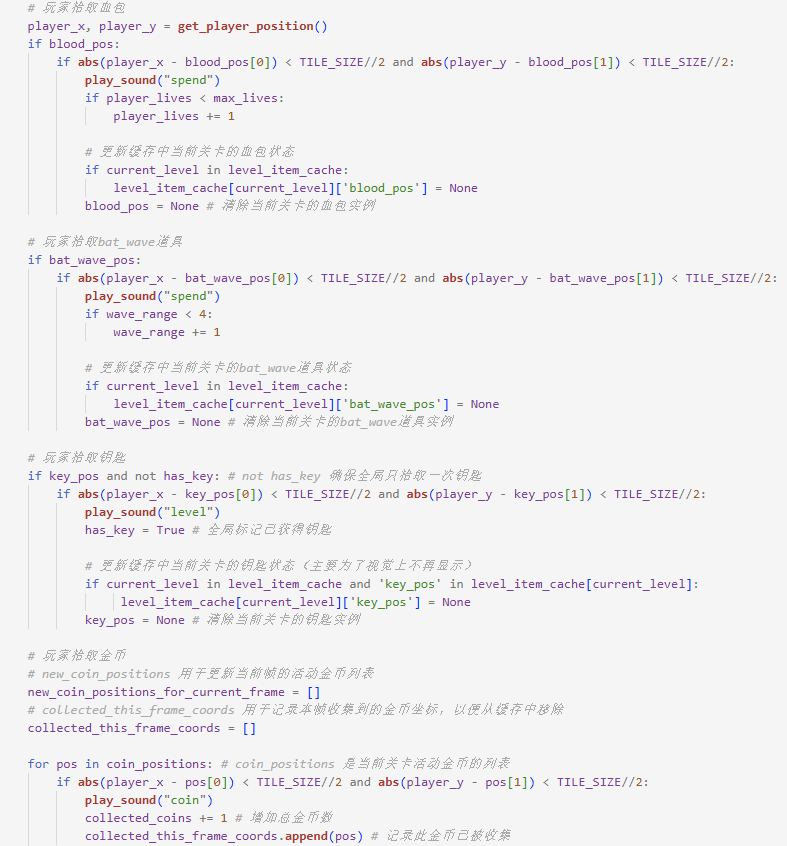 # 玩家拾取血包
player_x, player_y = get_player_position()
if blood_pos:
    if abs(player_x - blood_pos[0]) < TILE_SIZE//2 and abs(player_y - blood_pos[1]) < TILE_SIZE//2:
        play_sound("spend")
        if player_lives < max_lives:
            player_lives += 1

        # 更新缓存中当前关卡的血包状态
        if current_level in level_item_cache:
            level_item_cache[current_level]['blood_pos'] = None
        blood_pos = None # 清除当前关卡的血包实例

# 玩家拾取bat_wave道具
if bat_wave_pos:
    if abs(player_x - bat_wave_pos[0]) < TILE_SIZE//2 and abs(player_y - bat_wave_pos[1]) < TILE_SIZE//2:
        play_sound("spend")
        if wave_range < 4:
            wave_range += 1

        # 更新缓存中当前关卡的bat_wave道具状态
        if current_level in level_item_cache:
            level_item_cache[current_level]['bat_wave_pos'] = None
        bat_wave_pos = None # 清除当前关卡的bat_wave道具实例

# 玩家拾取钥匙
if key_pos and not has_key: # not has_key 确保全局只拾取一次钥匙
    if abs(player_x - key_pos[0]) < TILE_SIZE//2 and abs(player_y - key_pos[1]) < TILE_SIZE//2:
        play_sound("level")
        has_key = True # 全局标记已获得钥匙

        # 更新缓存中当前关卡的钥匙状态（主要为了视觉上不再显示）
        if current_level in level_item_cache and 'key_pos' in level_item_cache[current_level]:
             level_item_cache[current_level]['key_pos'] = None
        key_pos = None # 清除当前关卡的钥匙实例

# 玩家拾取金币
# new_coin_positions 用于更新当前帧的活动金币列表
new_coin_positions_for_current_frame = []
# collected_this_frame_coords 用于记录本帧收集到的金币坐标，以便从缓存中移除
collected_this_frame_coords = []

for pos in coin_positions: # coin_positions 是当前关卡活动金币的列表
    if abs(player_x - pos[0]) < TILE_SIZE//2 and abs(player_y - pos[1]) < TILE_SIZE//2:
        play_sound("coin")
        collected_coins += 1 # 增加总金币数
        collected_this_frame_coords.append(pos) # 记录此金币已被收集